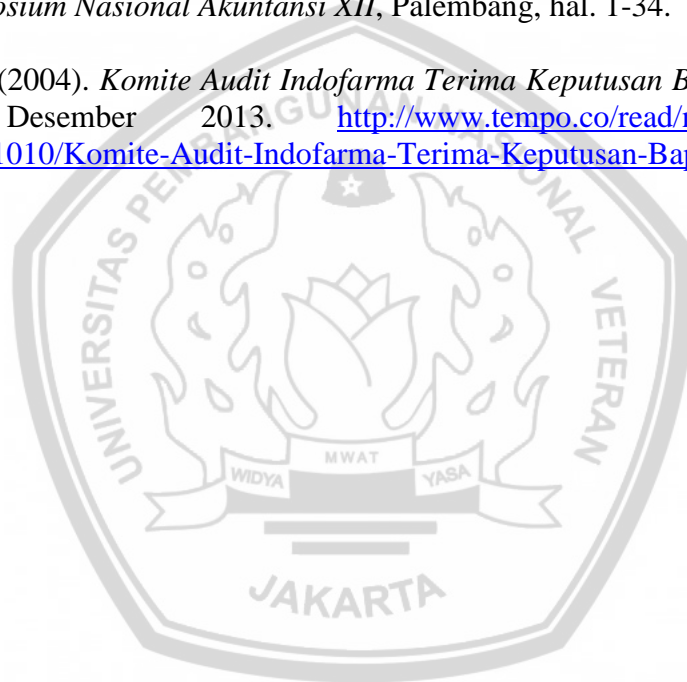 osium Nasional Akuntansi XII, Palembang, hal. 1-34.
(2004). Komite Audit Indofarma Terima Keputusan B
Desember 2013. http://www.tempo.co/read/
1010/Komite-Audit-Indofarma-Terima-Keputusan-Bap
UNIVERSITAS PEMBANGUNAN NASIONAL VETERAN
MWAT
WIDYA YASA
JAKARTA